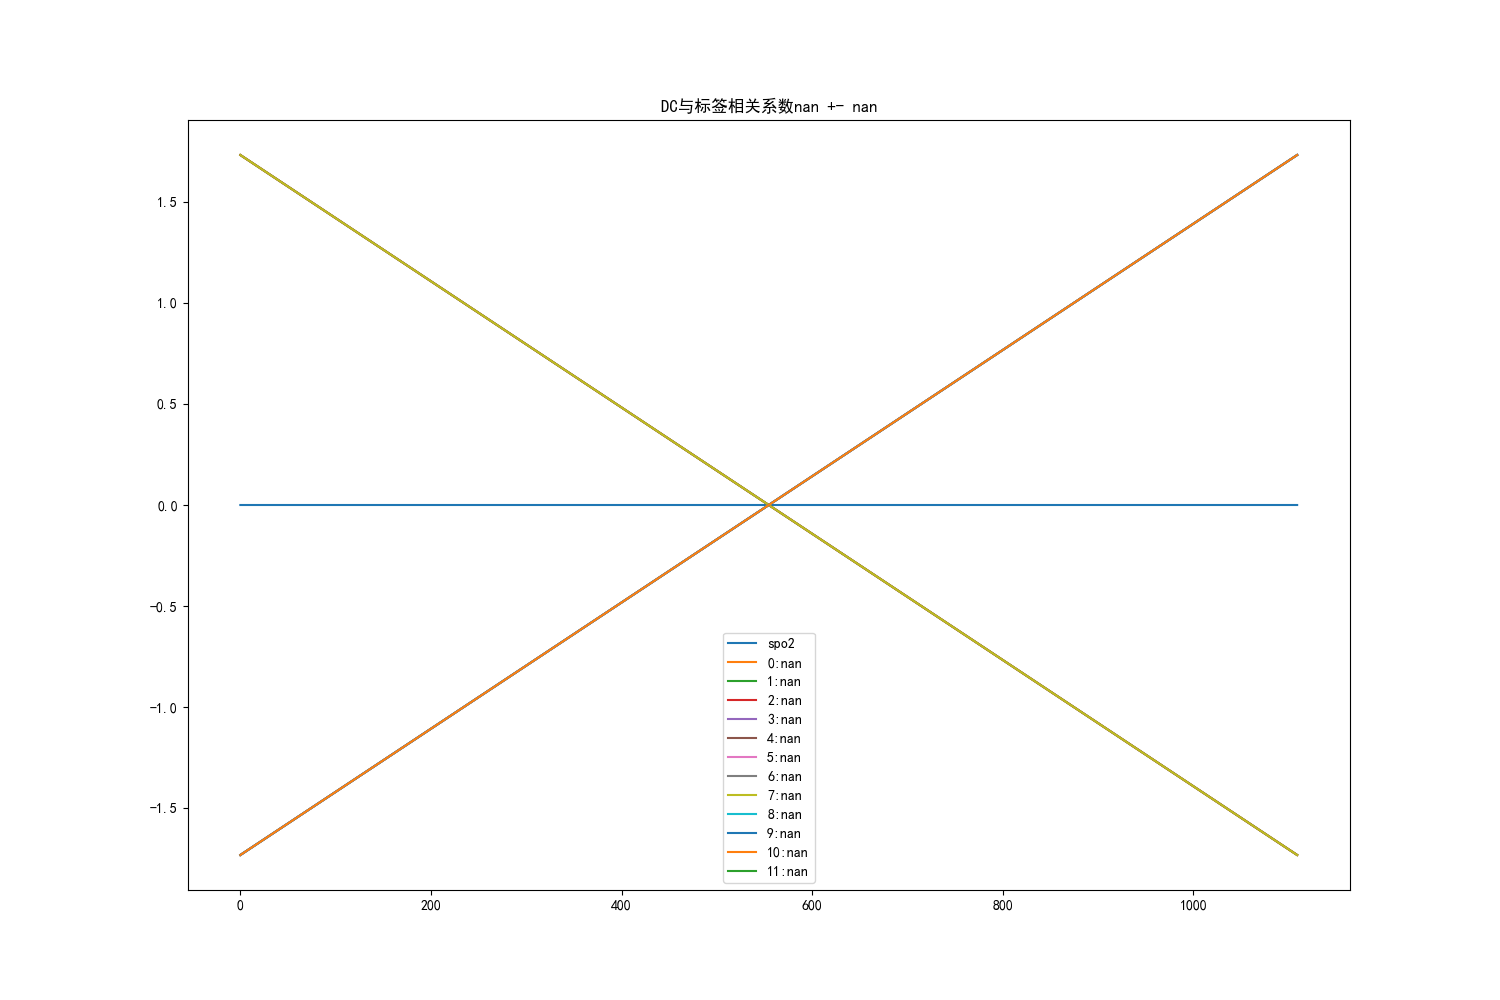 DC与标签相关系数nan +- nan
1.5
1.0
0.5
0.0
−0.5
−1.0
−1.5
spo2
0:nan
1:nan
2:nan
3:nan
4:nan
5:nan
6:nan
7:nan
8:nan
9:nan
10:nan
11:nan
0 200 400 600 800 1000